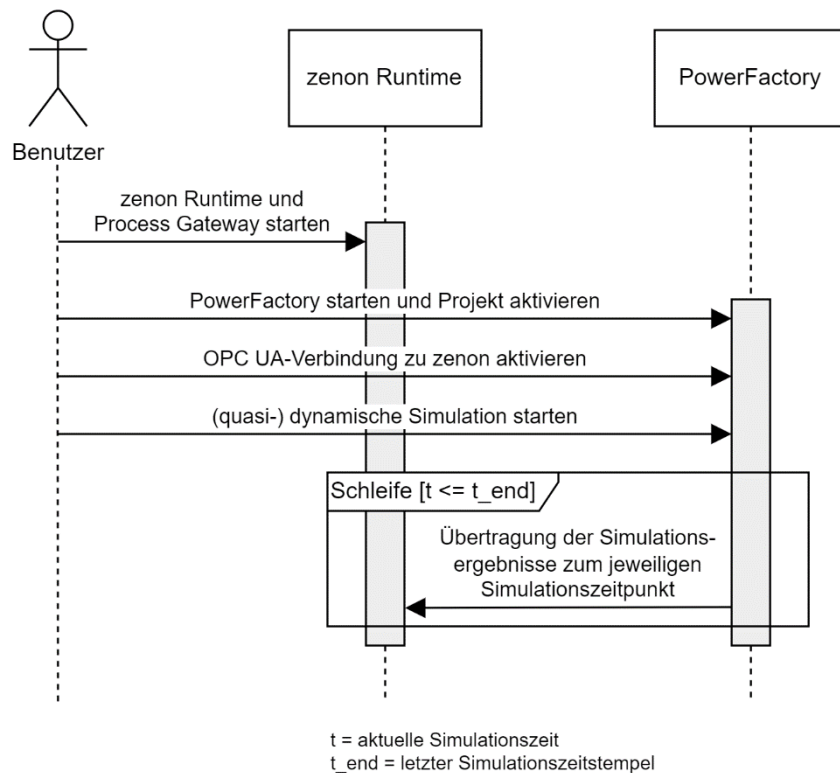 zenon Runtime
PowerFactory
Benutzer
zenon Runtime und
Process Gateway starten
PowerFactory starten und Projekt aktivieren
OPC UA-Verbindung zu zenon aktivieren
(quasi-) dynamische Simulation starten
Schleife [t <= t_end]
Übertragung der Simulations-
ergebnisse zum jeweiligen
Simulationszeitpunkt
t = aktuelle Simulationszeit
t_end = letzter Simulationszeitstempel